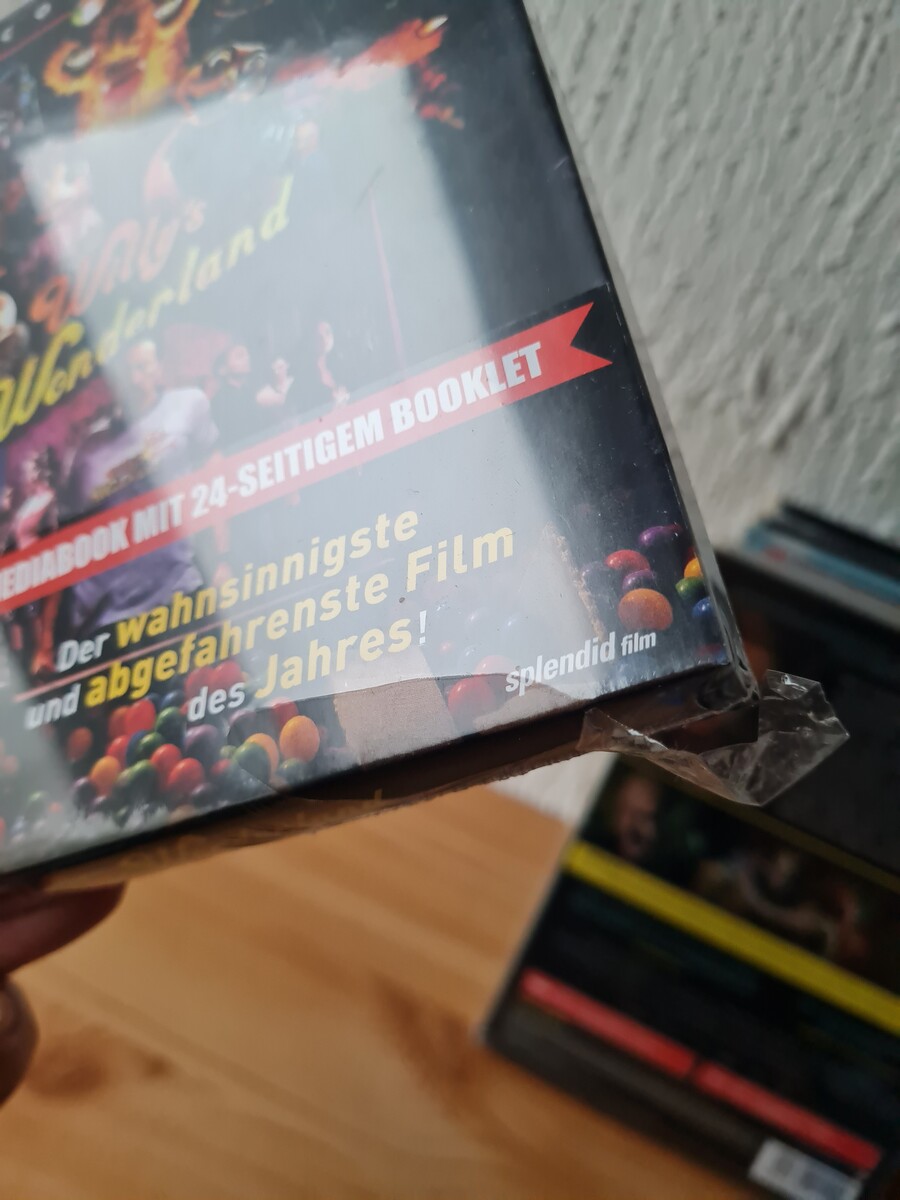 Willy's
Wonderland
MEDIABOOK MIT 24-SEITIGEM BOOKLET
Der wahnsinnigste
und abgefahrenste Film
des Jahres!
splendid film